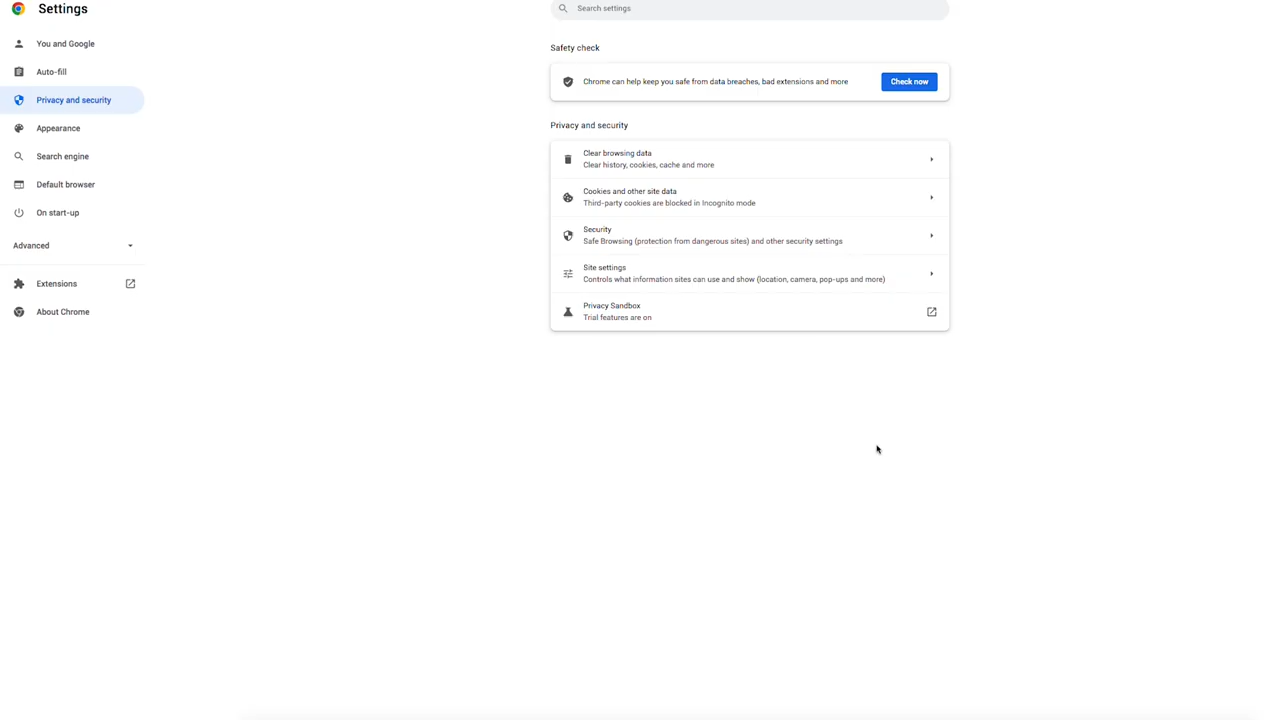 Settings
Search settings
You and Google
Auto-fill
Privacy and security
Appearance
Search engine
Default browser
On start-up
Advanced
Extensions
About Chrome
Safety check
Chrome can help keep you safe from data breaches, bad extensions and more
Check now
Privacy and security
Clear browsing data
Clear history, cookies, cache and more
Cookies and other site data
Third-party cookies are blocked in Incognito mode
Security
Safe Browsing (protection from dangerous sites) and other security settings
Site settings
Controls what information sites can use and show (location, camera, pop-ups and more)
Privacy Sandbox
Trial features are on